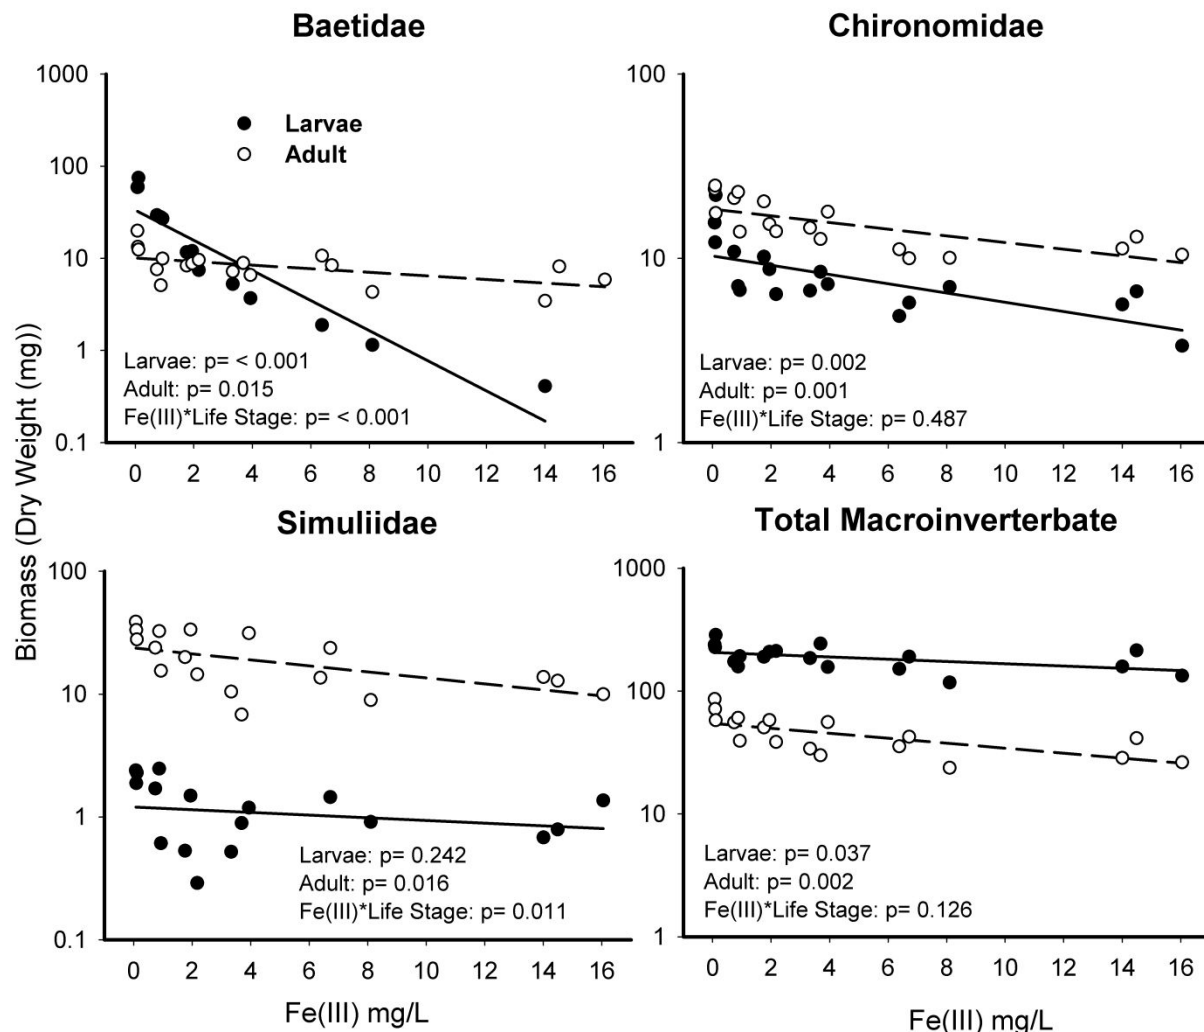 Baetidae
1000
100
10
1
0.1
0 2 4 6 8 10 12 14 16
Larvae
Adult
Larvae: p= < 0.001
Adult: p= 0.015
Fe(III)*Life Stage: p= < 0.001
Chironomidae
100
10
1
0 2 4 6 8 10 12 14 16
Larvae: p= 0.002
Adult: p= 0.001
Fe(III)*Life Stage: p= 0.487
Biomass (Dry Weight (mg))
Simuliidae
100
10
1
0.1
0 2 4 6 8 10 12 14 16
Larvae: p= 0.242
Adult: p= 0.016
Fe(III)*Life Stage: p= 0.011
Fe(III) mg/L
Total Macroinverterbate
1000
100
10
1
0 2 4 6 8 10 12 14 16
Larvae: p= 0.037
Adult: p= 0.002
Fe(III)*Life Stage: p= 0.126
Fe(III) mg/L